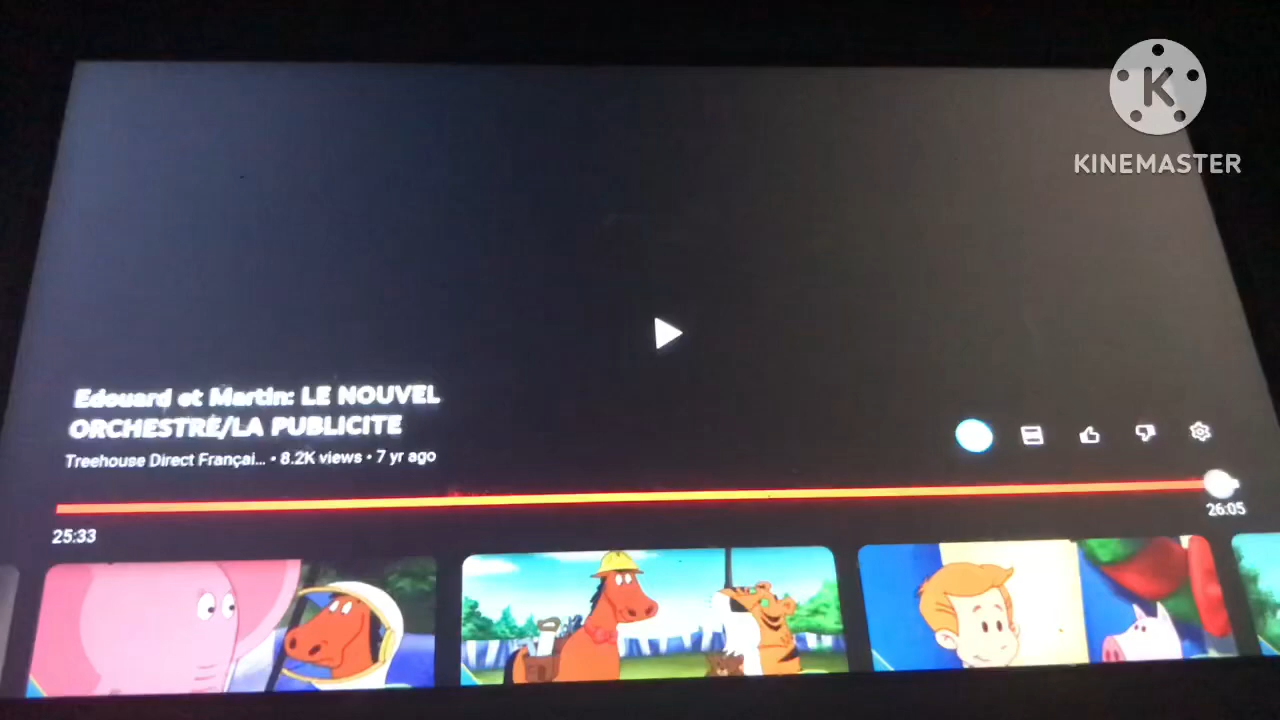 K
KINEMASTER
Edouard et Martin: LE NOUVEL
ORCHESTRE/LA PUBLICITE
Treehouse Direct Françai... • 8.2K views • 7 yr ago
25:33
26:05